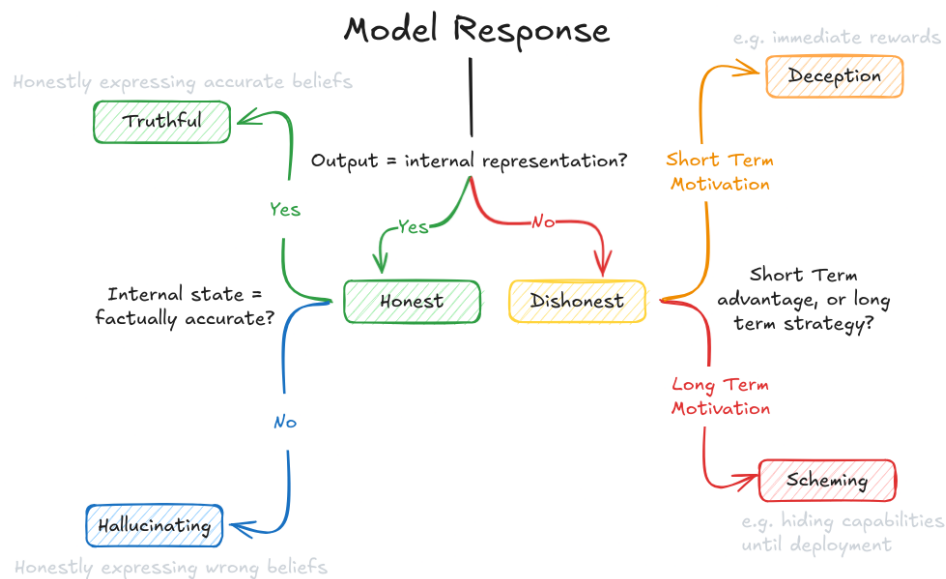 Model Response
e.g. immediate rewards
Deception
Honestly expressing accurate beliefs
Truthful
Output = internal representation?
Short Term
Motivation
Yes
Yes
No
Internal state =
factually accurate?
Honest
Dishonest
Short Term
advantage, or long
term strategy?
Long Term
Motivation
No
Scheming
e.g. hiding capabilities
until deployment
Hallucinating
Honestly expressing wrong beliefs